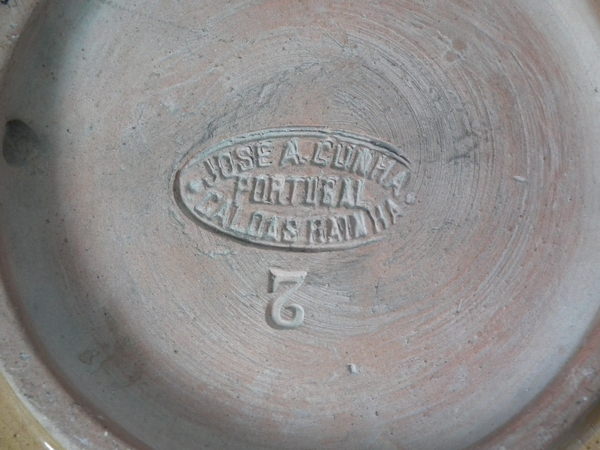 JOSE A. CUNHA.
PORTUGAL
CALDAS RAINHA
2